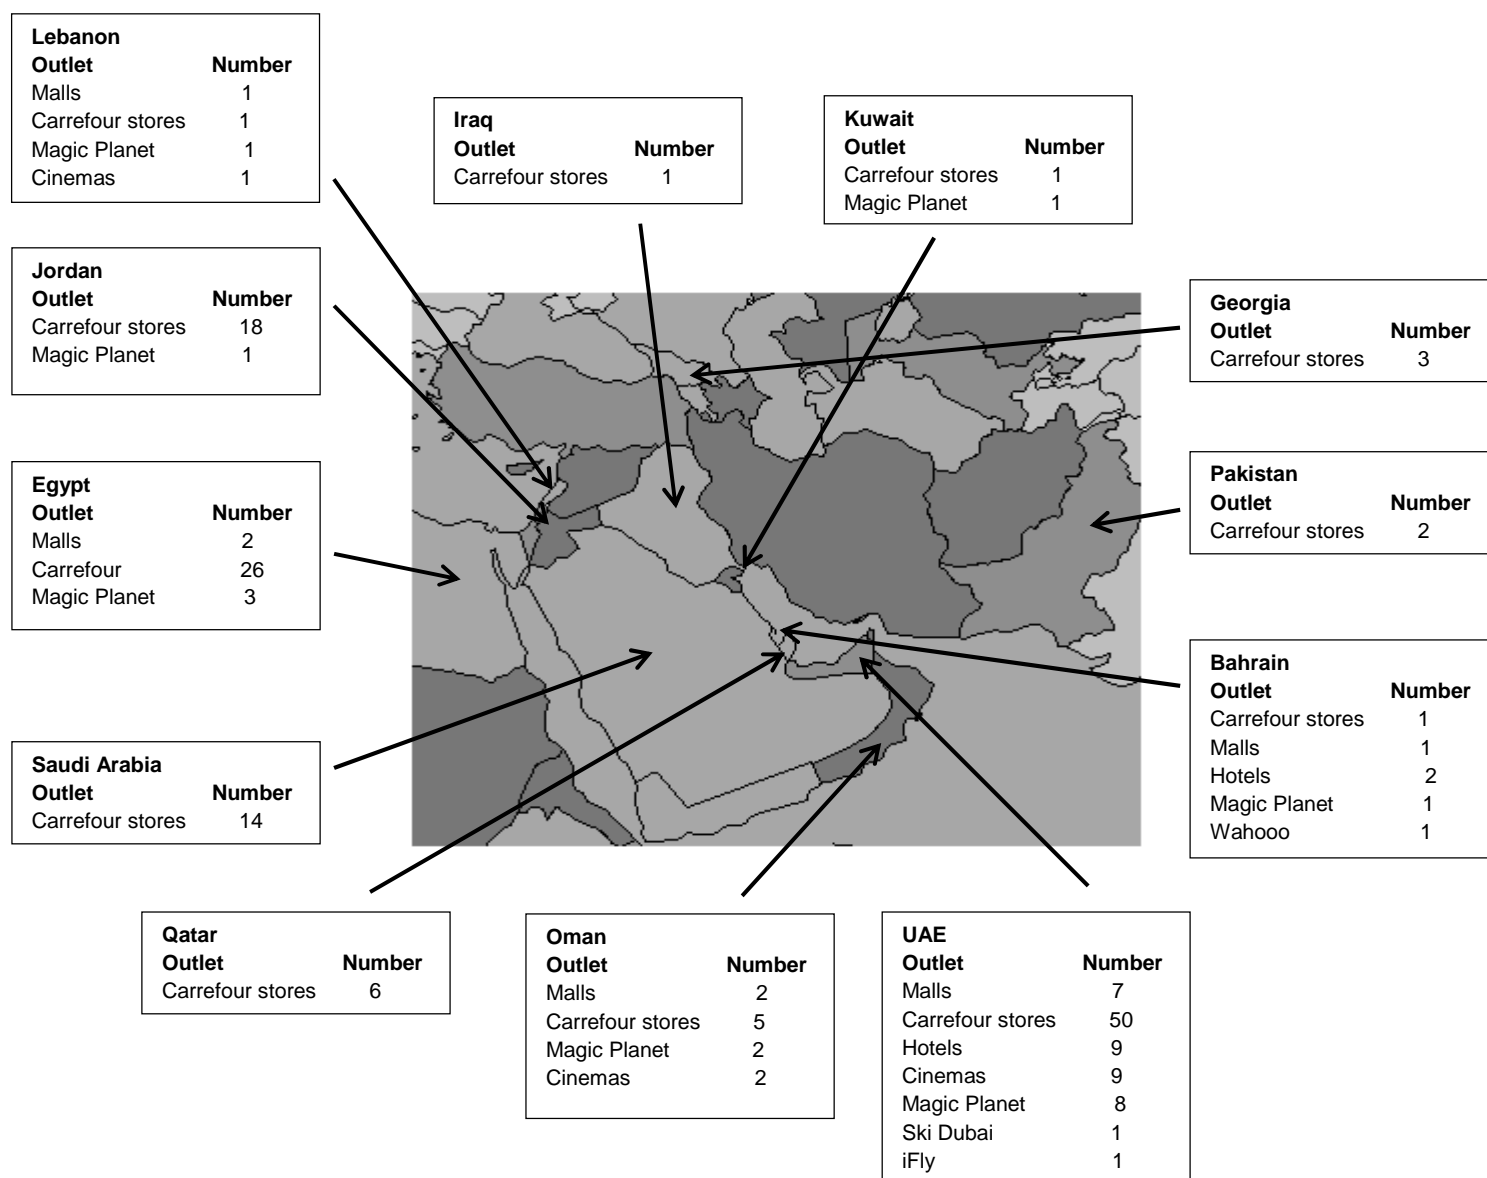 Lebanon
Outlet Number
Malls 1
Carrefour stores 1
Magic Planet 1
Cinemas 1
Iraq
Outlet Number
Carrefour stores 1
Kuwait
Outlet Number
Carrefour stores 1
Magic Planet 1
Jordan
Outlet Number
Carrefour stores 18
Magic Planet 1
Georgia
Outlet Number
Carrefour stores 3
Egypt
Outlet Number
Malls 2
Carrefour 26
Magic Planet 3
Pakistan
Outlet Number
Carrefour stores 2
Bahrain
Outlet Number
Carrefour stores 1
Malls 1
Hotels 2
Magic Planet 1
Wahooo 1
Saudi Arabia
Outlet Number
Carrefour stores 14
Qatar
Outlet Number
Carrefour stores 6
Oman
Outlet Number
Malls 2
Carrefour stores 5
Magic Planet 2
Cinemas 2
UAE
Outlet Number
Malls 7
Carrefour stores 50
Hotels 9
Cinemas 9
Magic Planet 8
Ski Dubai 1
iFly 1